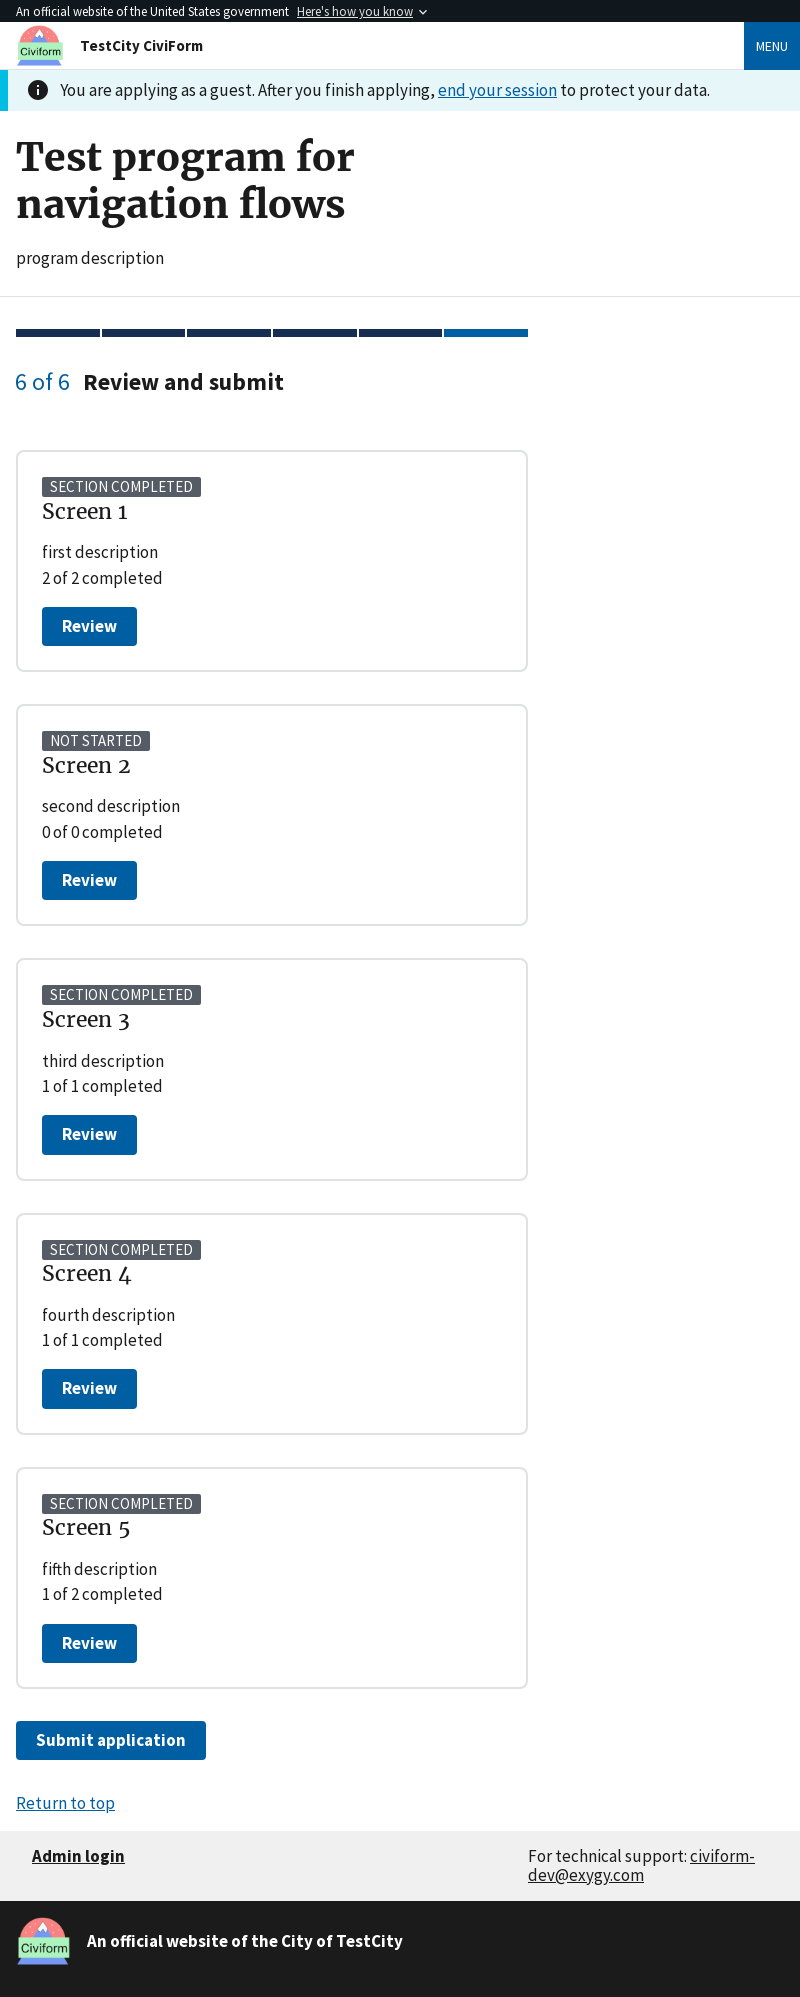 An official website of the United States government Here's how you know
Civiform
TestCity CiviForm
MENU
You are applying as a guest. After you finish applying, end your session to protect your data.
Test program for
navigation flows
program description
6 of 6 Review and submit
SECTION COMPLETED
Screen 1
first description
2 of 2 completed
Review
NOT STARTED
Screen 2
second description
0 of 0 completed
Review
SECTION COMPLETED
Screen 3
third description
1 of 1 completed
Review
SECTION COMPLETED
Screen 4
fourth description
1 of 1 completed
Review
SECTION COMPLETED
Screen 5
fifth description
1 of 2 completed
Review
Submit application
Return to top
Admin login
For technical support: civiform-
dev@exygy.com
Civiform
An official website of the City of TestCity